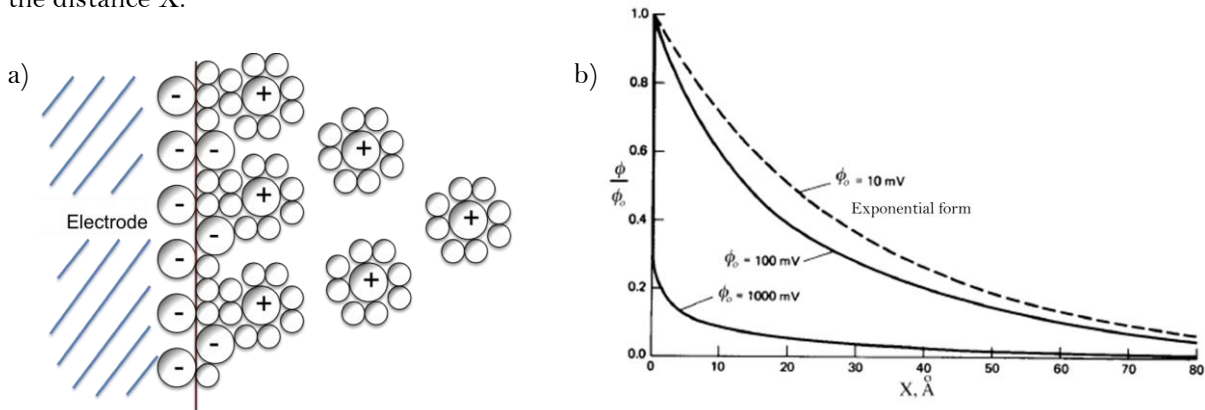 the distance X.
a)
Electrode
- - - - - -
- - -
+ + + + + +
b)
1.0
0.8
0.6
0.4
0.2
0.0
ϕ
ϕₒ
ϕₒ = 10 mV
Exponential form
ϕₒ = 100 mV
ϕₒ = 1000 mV
0 10 20 30 40 50 60 70 80
X, Å